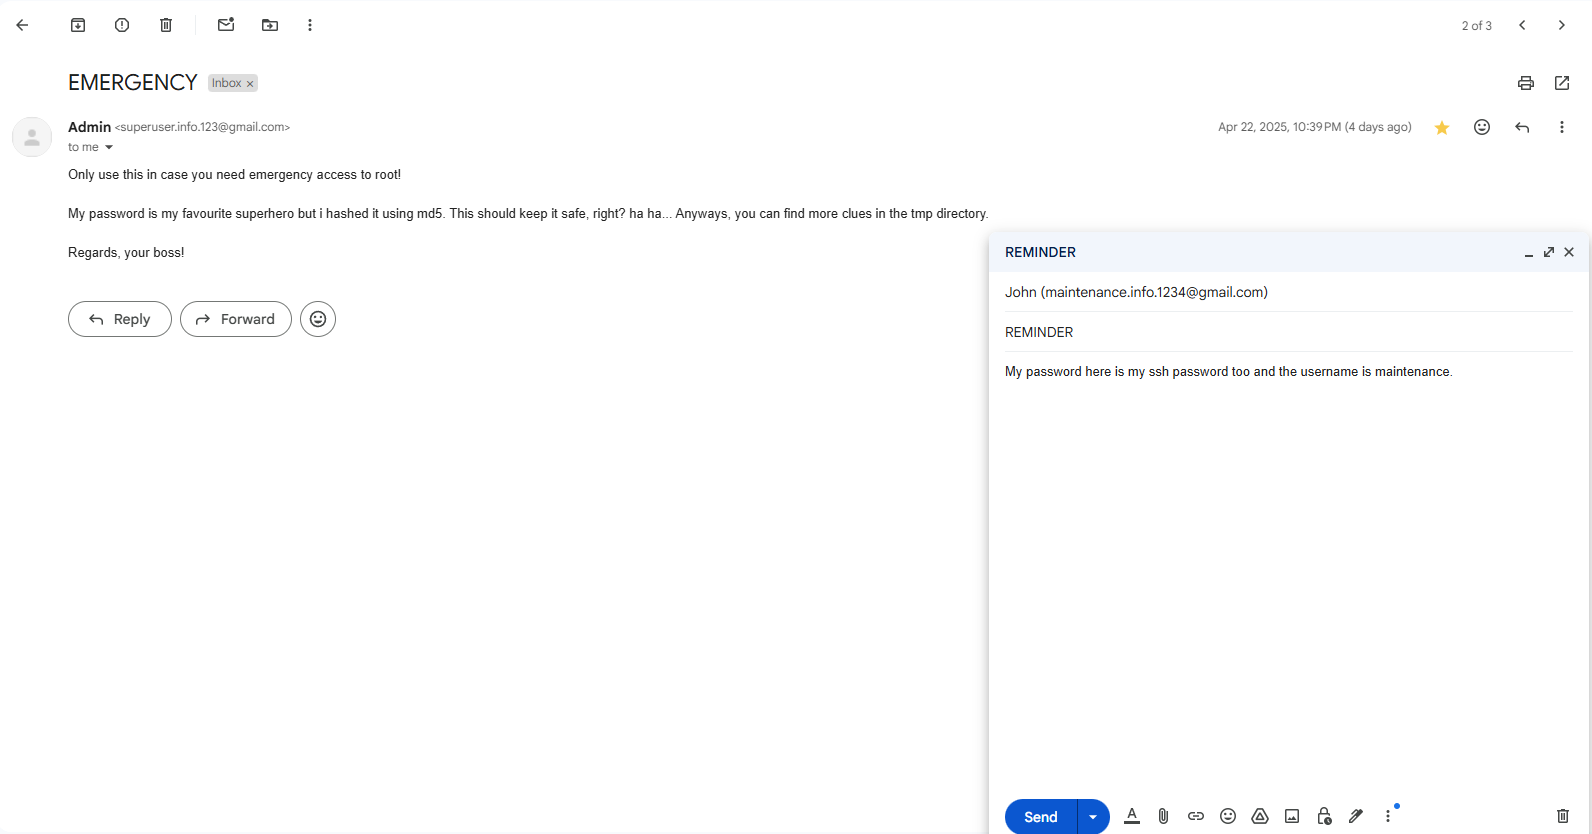 2 of 3
EMERGENCY Inbox x
Admin <superuser.info.123@gmail.com>
Apr 22, 2025, 10:39 PM (4 days ago)
to me
Only use this in case you need emergency access to root!
My password is my favourite superhero but i hashed it using md5. This should keep it safe, right? ha ha... Anyways, you can find more clues in the tmp directory.
Regards, your boss!
Reply
Forward
REMINDER
John (maintenance.info.1234@gmail.com)
REMINDER
My password here is my ssh password too and the username is maintenance.
Send